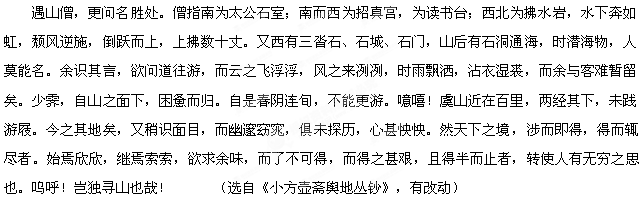 遇山僧，更问名胜处。僧指南为太公石室；南而西为招真宫，为读书台；西北为拂水岩，水下奔如
虹，颓风逆施，倒跃而上，上拂数十丈。又西有三沓石、石城、石门，山后有石洞通海，时潜海物，人
莫能名。余识其言，欲问道往游，而云之飞浮浮，风之来冽冽，时雨飘洒，沾衣湿裘，而余与客难暂留
矣。少霁，自山之面下，困惫而归。自是春阴连旬，不能更游。噫嘻！虞山近在百里，两经其下，未践
游屐。今之其地矣，又稍识面目，而幽邃窈窕，俱未探历，心甚怏怏。然天下之境，涉而即得，得而辄
尽者。始焉欣欣，继焉索索，欲求余味，而了不可得，而得之甚艰，且得半而止者，转使人有无穷之思
也。呜呼！岂独寻山也哉！ （选自《小方壶斋舆地丛钞》，有改动）